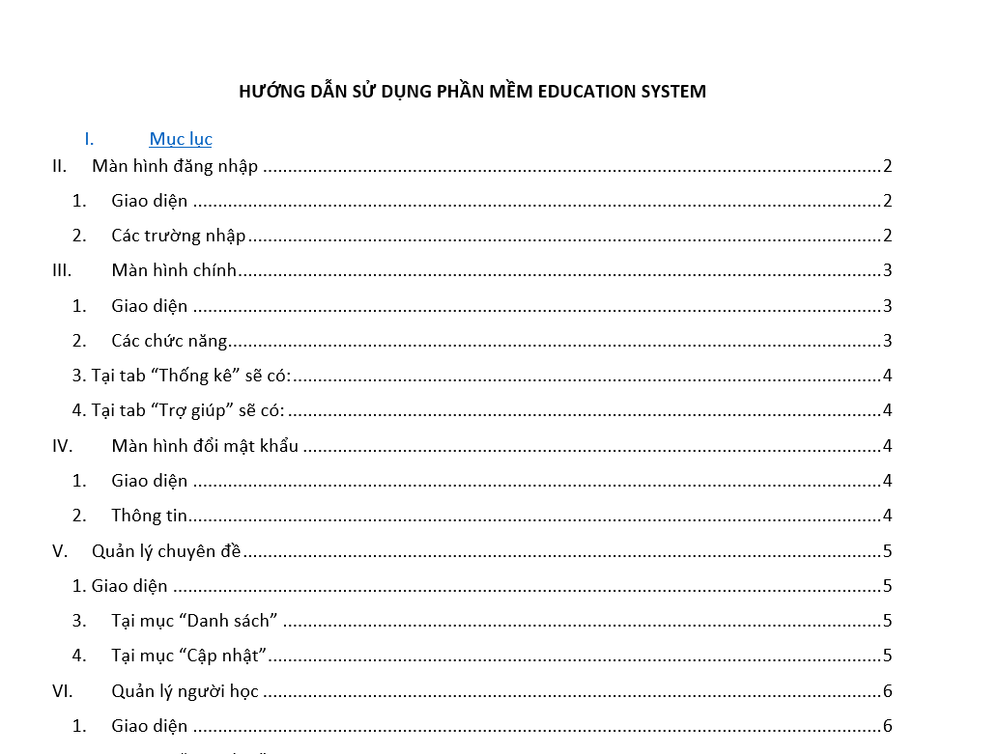 HƯỚNG DẪN SỬ DỤNG PHẦN MỀM EDUCATION SYSTEM
I. Mục lục
II. Màn hình đăng nhập ........ 2
1. Giao diện ........ 2
2. Các trường nhập ........ 2
III. Màn hình chính ........ 3
1. Giao diện ........ 3
2. Các chức năng ........ 3
3. Tại tab “Thống kê” sẽ có: ........ 4
4. Tại tab “Trợ giúp” sẽ có: ........ 4
IV. Màn hình đổi mật khẩu ........ 4
1. Giao diện ........ 4
2. Thông tin ........ 4
V. Quản lý chuyên đề ........ 5
1. Giao diện ........ 5
3. Tại mục “Danh sách” ........ 5
4. Tại mục “Cập nhật” ........ 5
VI. Quản lý người học ........ 6
1. Giao diện ........ 6